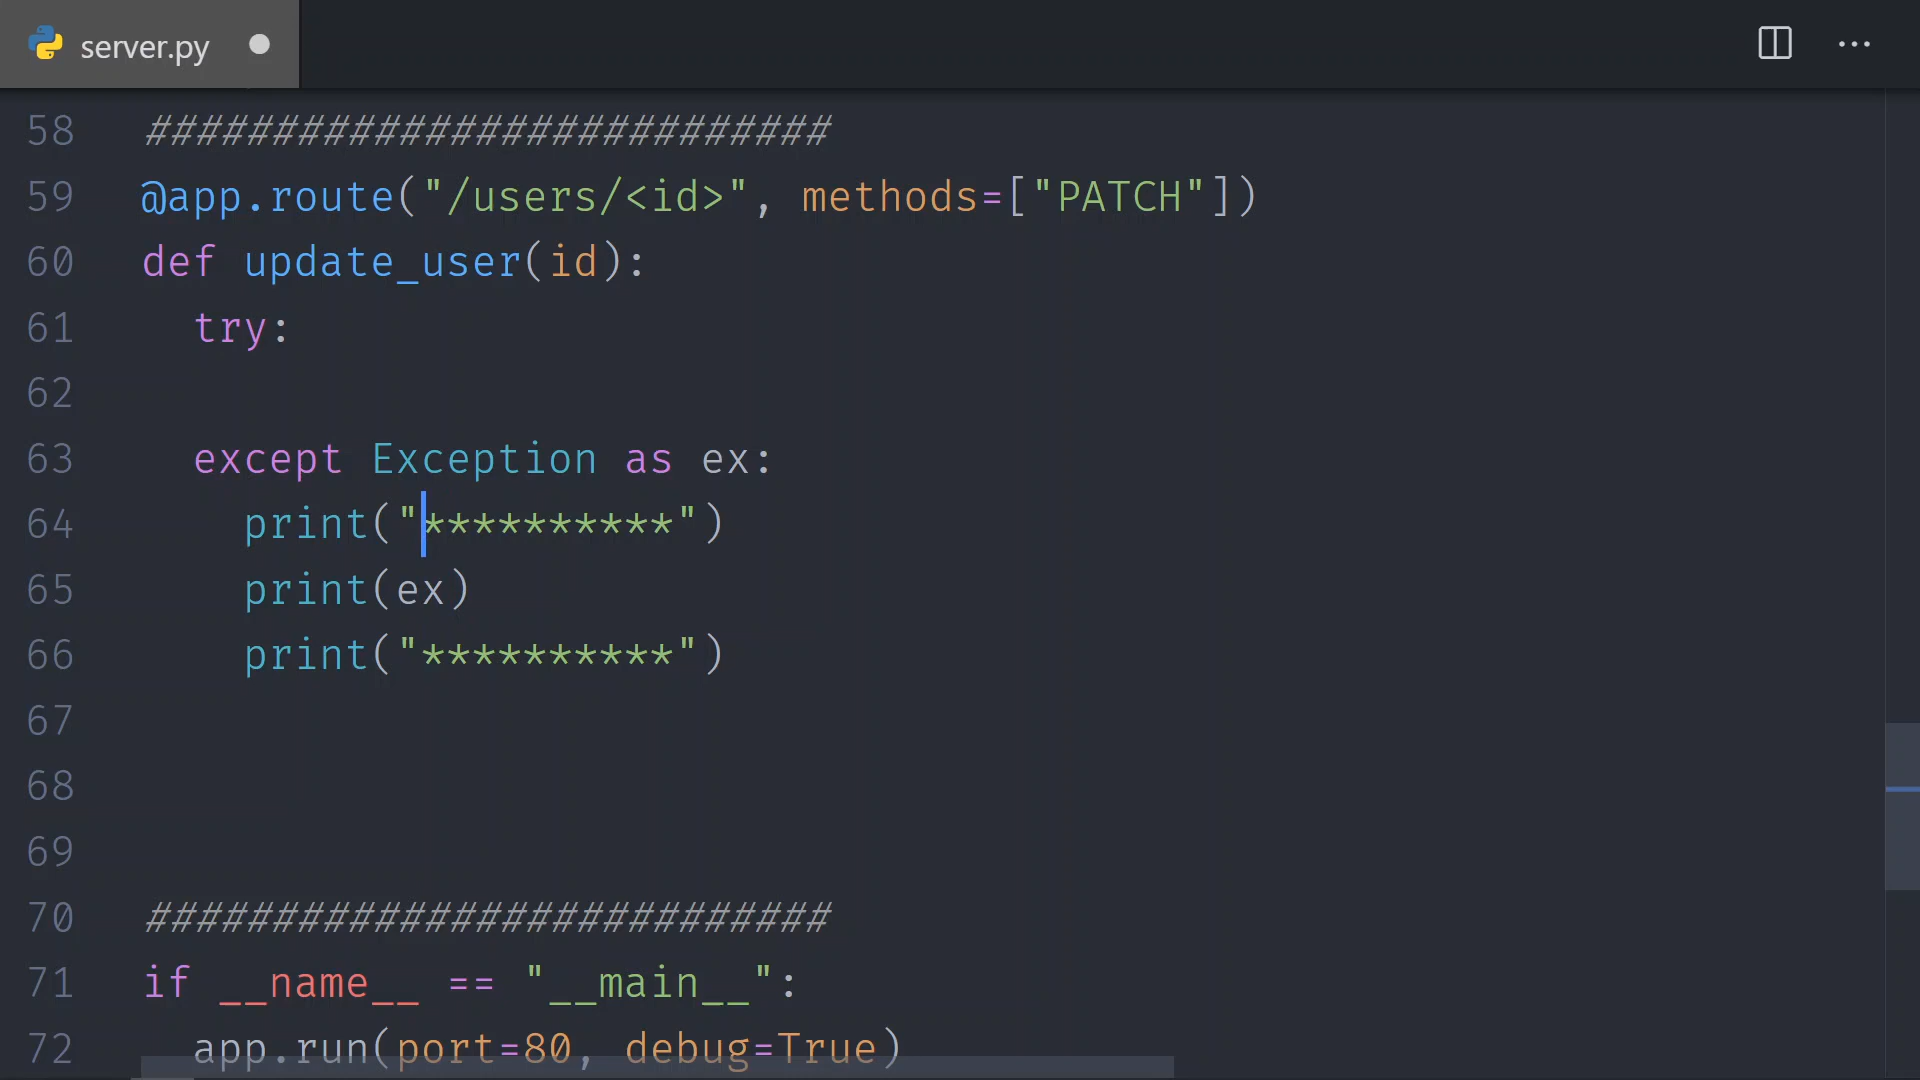 server.py
58 ###########################
59 @app.route("/users/<id>", methods=["PATCH"])
60 def update_user(id):
61   try:
62
63   except Exception as ex:
64     print("**********")
65     print(ex)
66     print("**********")
67
68
69
70 ###########################
71 if __name__ == "__main__":
72   app.run(port=80, debug=True)